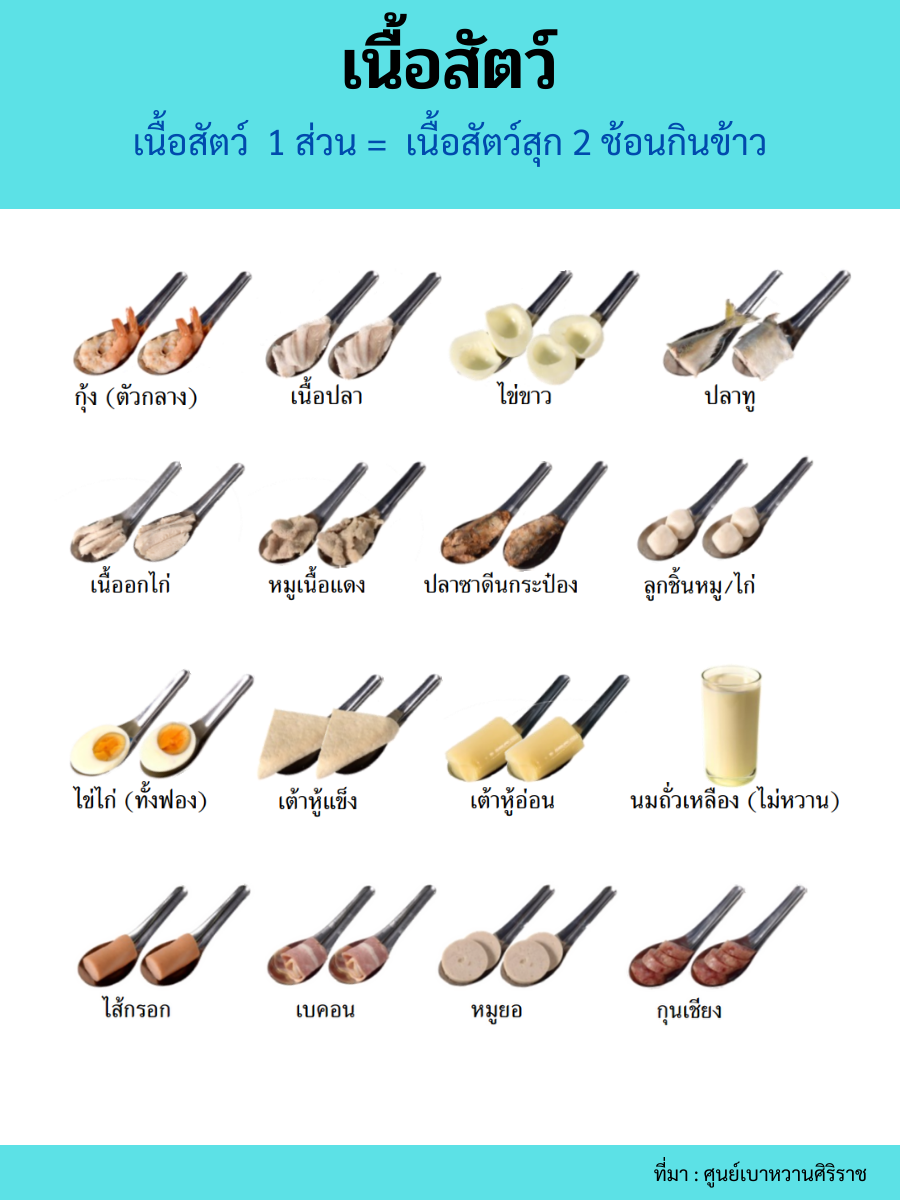 เนื้อสัตว์
เนื้อสัตว์ 1 ส่วน = เนื้อสัตว์สุก 2 ช้อนกินข้าว
กุ้ง (ตัวกลาง)
เนื้อปลา
ไข่ขาว
ปลาทู
เนื้ออกไก่
หมูเนื้อแดง
ปลาซาดีนกระป๋อง
ลูกชิ้นหมู/ไก่
ไข่ไก่ (ทั้งฟอง)
เต้าหู้แข็ง
เต้าหู้อ่อน
นมถั่วเหลือง (ไม่หวาน)
ไส้กรอก
เบคอน
หมูยอ
กุนเชียง
ที่มา : ศูนย์เบาหวานศิริราช